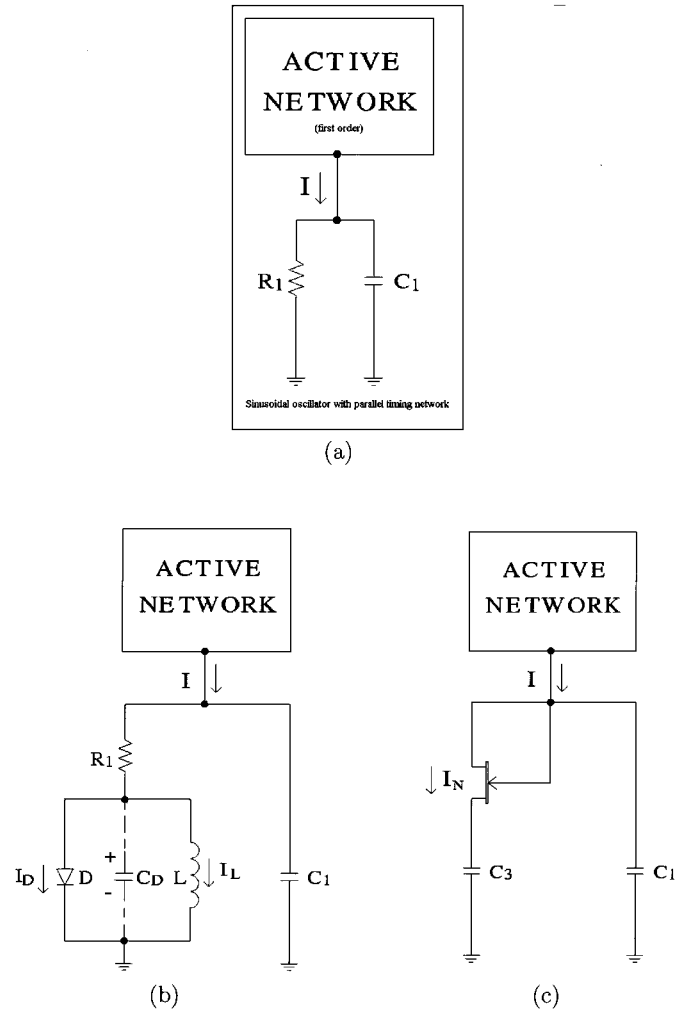 ACTIVE
NETWORK
(first order)
I
R1
C1
Sinusoidal oscillator with parallel timing network
(a)
ACTIVE
NETWORK
I
R1
ID
D
+
CD
-
L
IL
C1
(b)
ACTIVE
NETWORK
I
IN
C3
C1
(c)